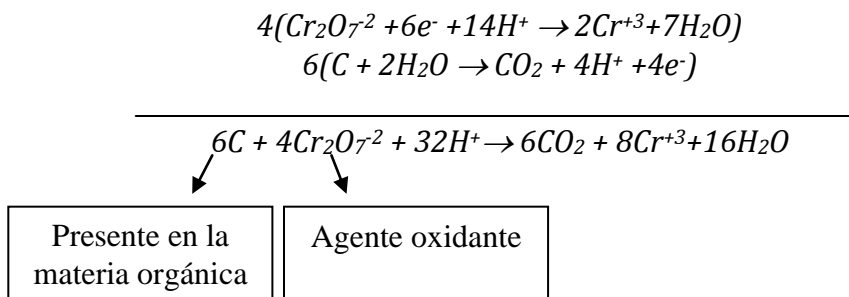 4(Cr₂O₇⁻² +6e⁻ +14H⁺ → 2Cr⁺³+7H₂O)
6(C + 2H₂O → CO₂ + 4H⁺ +4e⁻)
6C + 4Cr₂O₇⁻² + 32H⁺→ 6CO₂ + 8Cr⁺³+16H₂O
Presente en la
materia orgánica
Agente oxidante